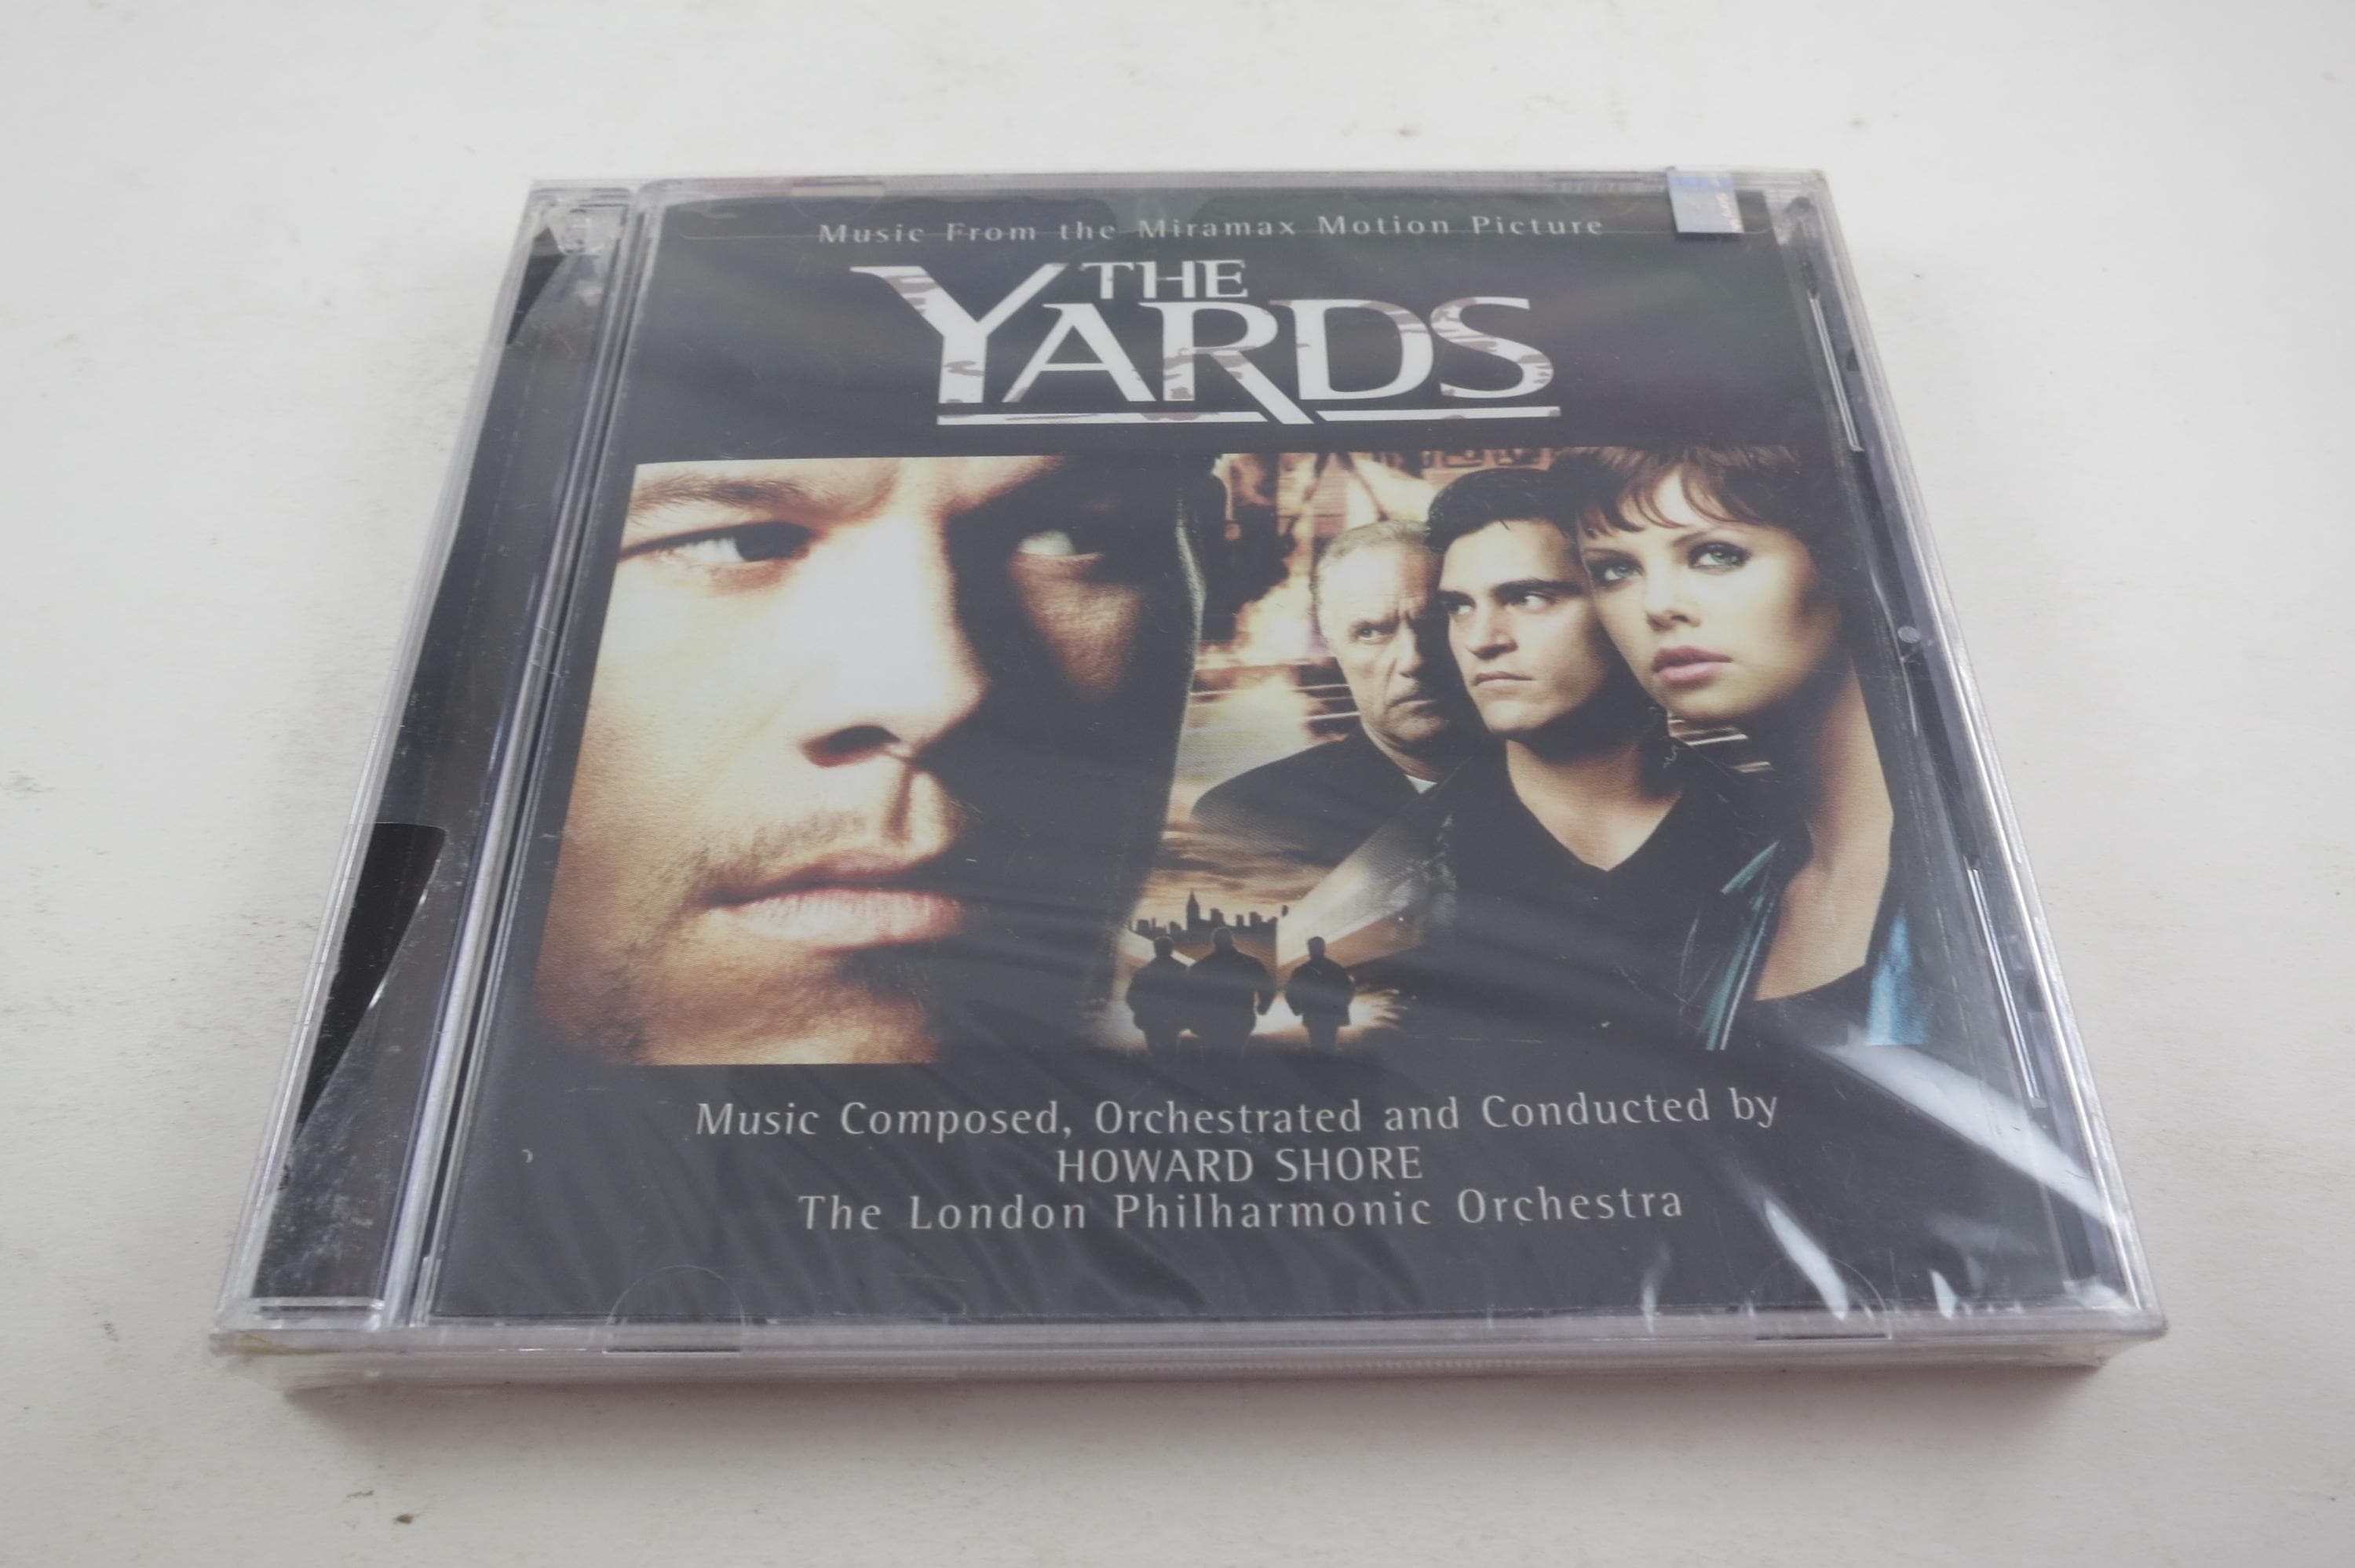 Music From the Miramax Motion Picture
THE
YARDS
Music Composed, Orchestrated and Conducted by
HOWARD SHORE
The London Philharmonic Orchestra